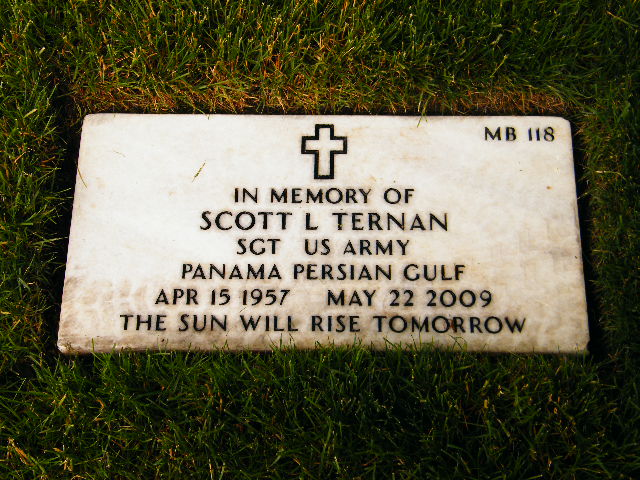 MB 118
IN MEMORY OF
SCOTT L TERNAN
SGT US ARMY
PANAMA PERSIAN GULF
APR 15 1957 MAY 22 2009
THE SUN WILL RISE TOMORROW